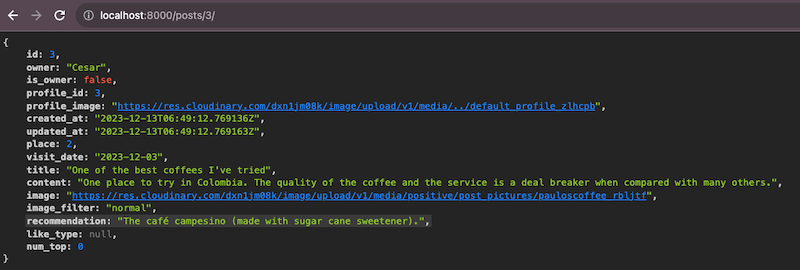 localhost:8000/posts/3/
{
id: 3,
owner: "Cesar",
is_owner: false,
profile_id: 3,
profile_image: "https://res.cloudinary.com/dxn1jm08k/image/upload/v1/media/../default_profile_zlhcpb",
created_at: "2023-12-13T06:49:12.769136Z",
updated_at: "2023-12-13T06:49:12.769163Z",
place: 2,
visit_date: "2023-12-03",
title: "One of the best coffees I've tried",
content: "One place to try in Colombia. The quality of the coffee and the service is a deal breaker when compared with many others.",
image: "https://res.cloudinary.com/dxn1jm08k/image/upload/v1/media/positive/post_pictures/pauloscoffee_rbljtf",
image_filter: "normal",
recommendation: "The café campesino (made with sugar cane sweetener).",
like_type: null,
num_top: 0
}